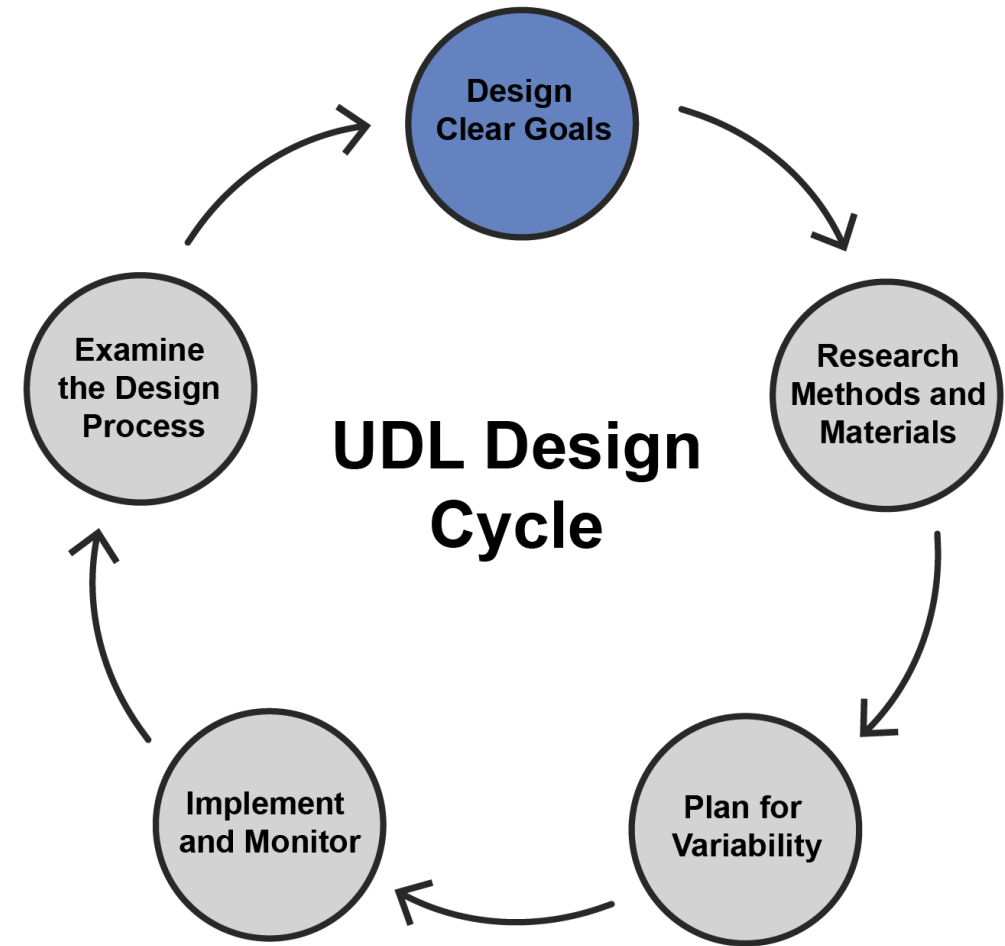 Design
Clear Goals
Research
Methods and
Materials
Plan for
Variability
Implement
and Monitor
Examine
the Design
Process
UDL Design
Cycle